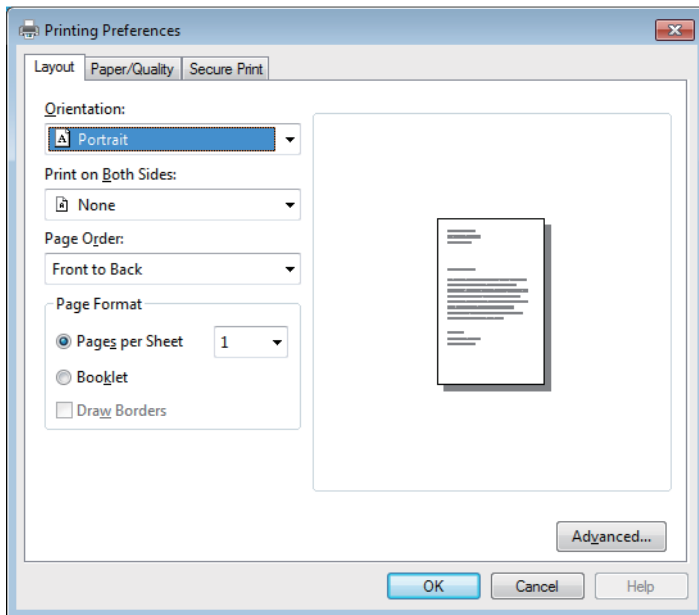 Printing Preferences
Layout Paper/Quality Secure Print
Orientation:
A Portrait
Print on Both Sides:
None
Page Order:
Front to Back
Page Format
Pages per Sheet 1
Booklet
Draw Borders
Advanced...
OK Cancel Help